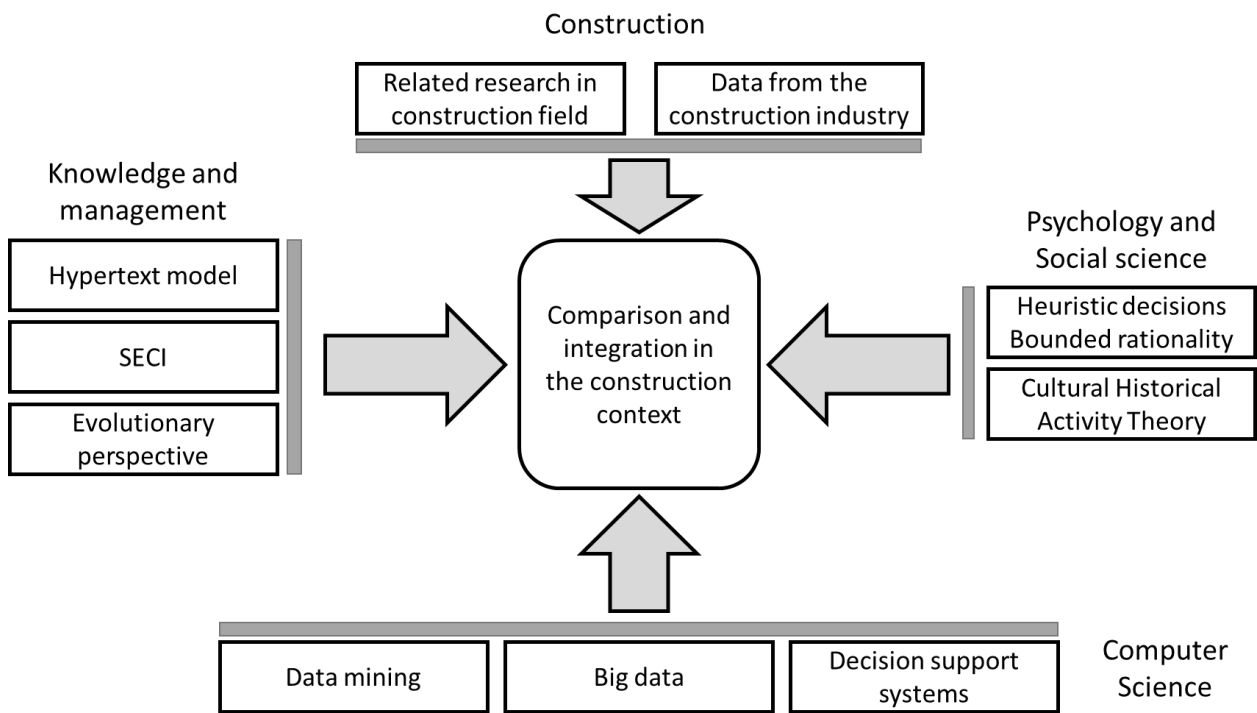 Construction
Related research in
construction field
Data from the
construction industry
Knowledge and
management
Hypertext model
SECI
Evolutionary
perspective
Comparison and
integration in
the construction
context
Psychology and
Social science
Heuristic decisions
Bounded rationality
Cultural Historical
Activity Theory
Data mining
Big data
Decision support
systems
Computer
Science